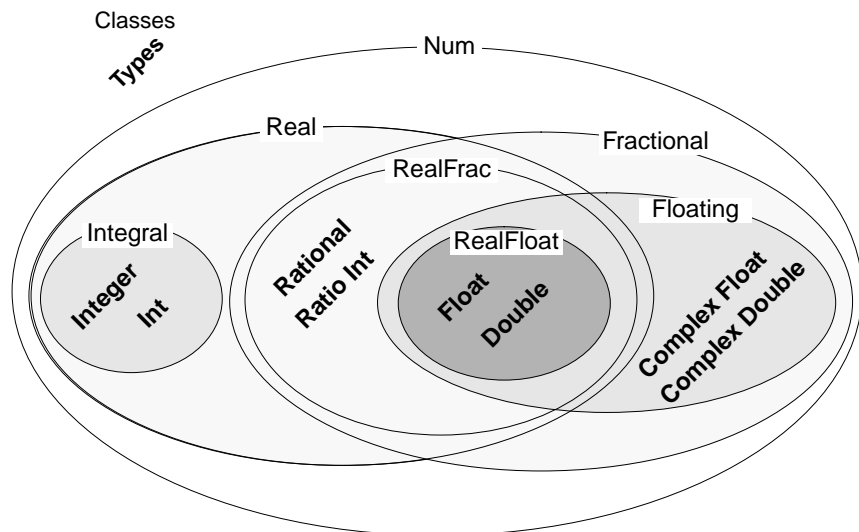 Classes
Types
Num
Real
Fractional
RealFrac
Floating
Integral
RealFloat
Integer
Int
Rational
Ratio Int
Float
Double
Complex Float
Complex Double